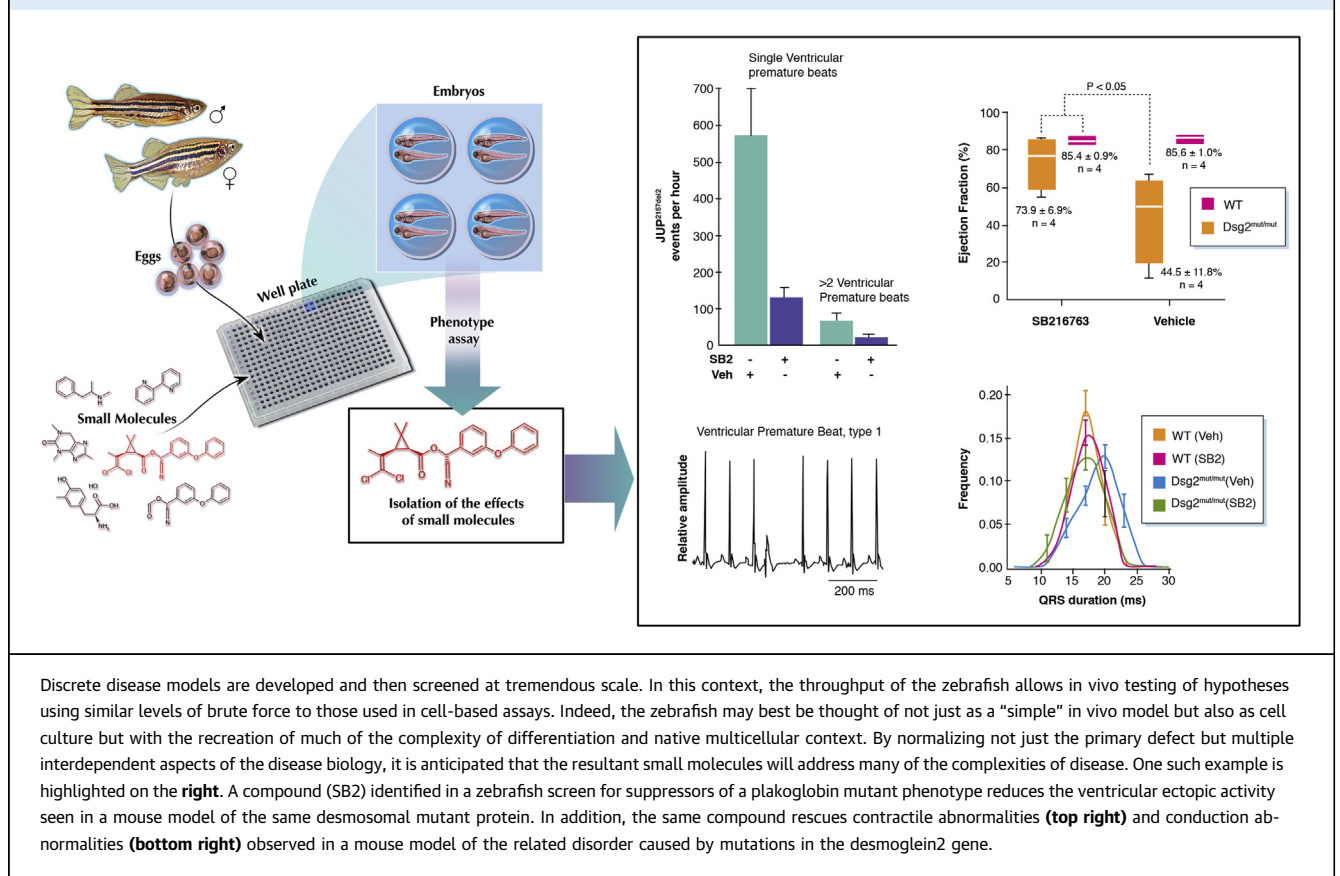 Embryos
Eggs
Well plate
Phenotype
assay
Small Molecules
N
H
N
N
O
N
N
N
N
Cl
Cl
O
O
N
O
HO
HO
O
OH
NH2
O
O
N
O
Cl
Cl
O
O
N
O
Isolation of the effects
of small molecules
Single Ventricular
premature beats
JUP2157del2
events per hour
700
600
500
400
300
200
100
0
>2 Ventricular
Premature beats
SB2 - + - +
Veh + - + -
P < 0.05
Ejection Fraction (%)
100
80
60
40
20
0
85.4 ± 0.9%
n = 4
73.9 ± 6.9%
n = 4
85.6 ± 1.0%
n = 4
44.5 ± 11.8%
n = 4
WT
Dsg2mut/mut
SB216763
Vehicle
Ventricular Premature Beat, type 1
Relative amplitude
200 ms
Frequency
0.20
0.15
0.10
0.05
0.00
5 10 15 20 25 30
QRS duration (ms)
WT (Veh)
WT (SB2)
Dsg2mut/mut(Veh)
Dsg2mut/mut(SB2)
Discrete disease models are developed and then screened at tremendous scale. In this context, the throughput of the zebrafish allows in vivo testing of hypotheses
using similar levels of brute force to those used in cell-based assays. Indeed, the zebrafish may best be thought of not just as a “simple” in vivo model but also as cell
culture but with the recreation of much of the complexity of differentiation and native multicellular context. By normalizing not just the primary defect but multiple
interdependent aspects of the disease biology, it is anticipated that the resultant small molecules will address many of the complexities of disease. One such example is
highlighted on the right. A compound (SB2) identified in a zebrafish screen for suppressors of a plakoglobin mutant phenotype reduces the ventricular ectopic activity
seen in a mouse model of the same desmosomal mutant protein. In addition, the same compound rescues contractile abnormalities (top right) and conduction ab-
normalities (bottom right) observed in a mouse model of the related disorder caused by mutations in the desmoglein2 gene.